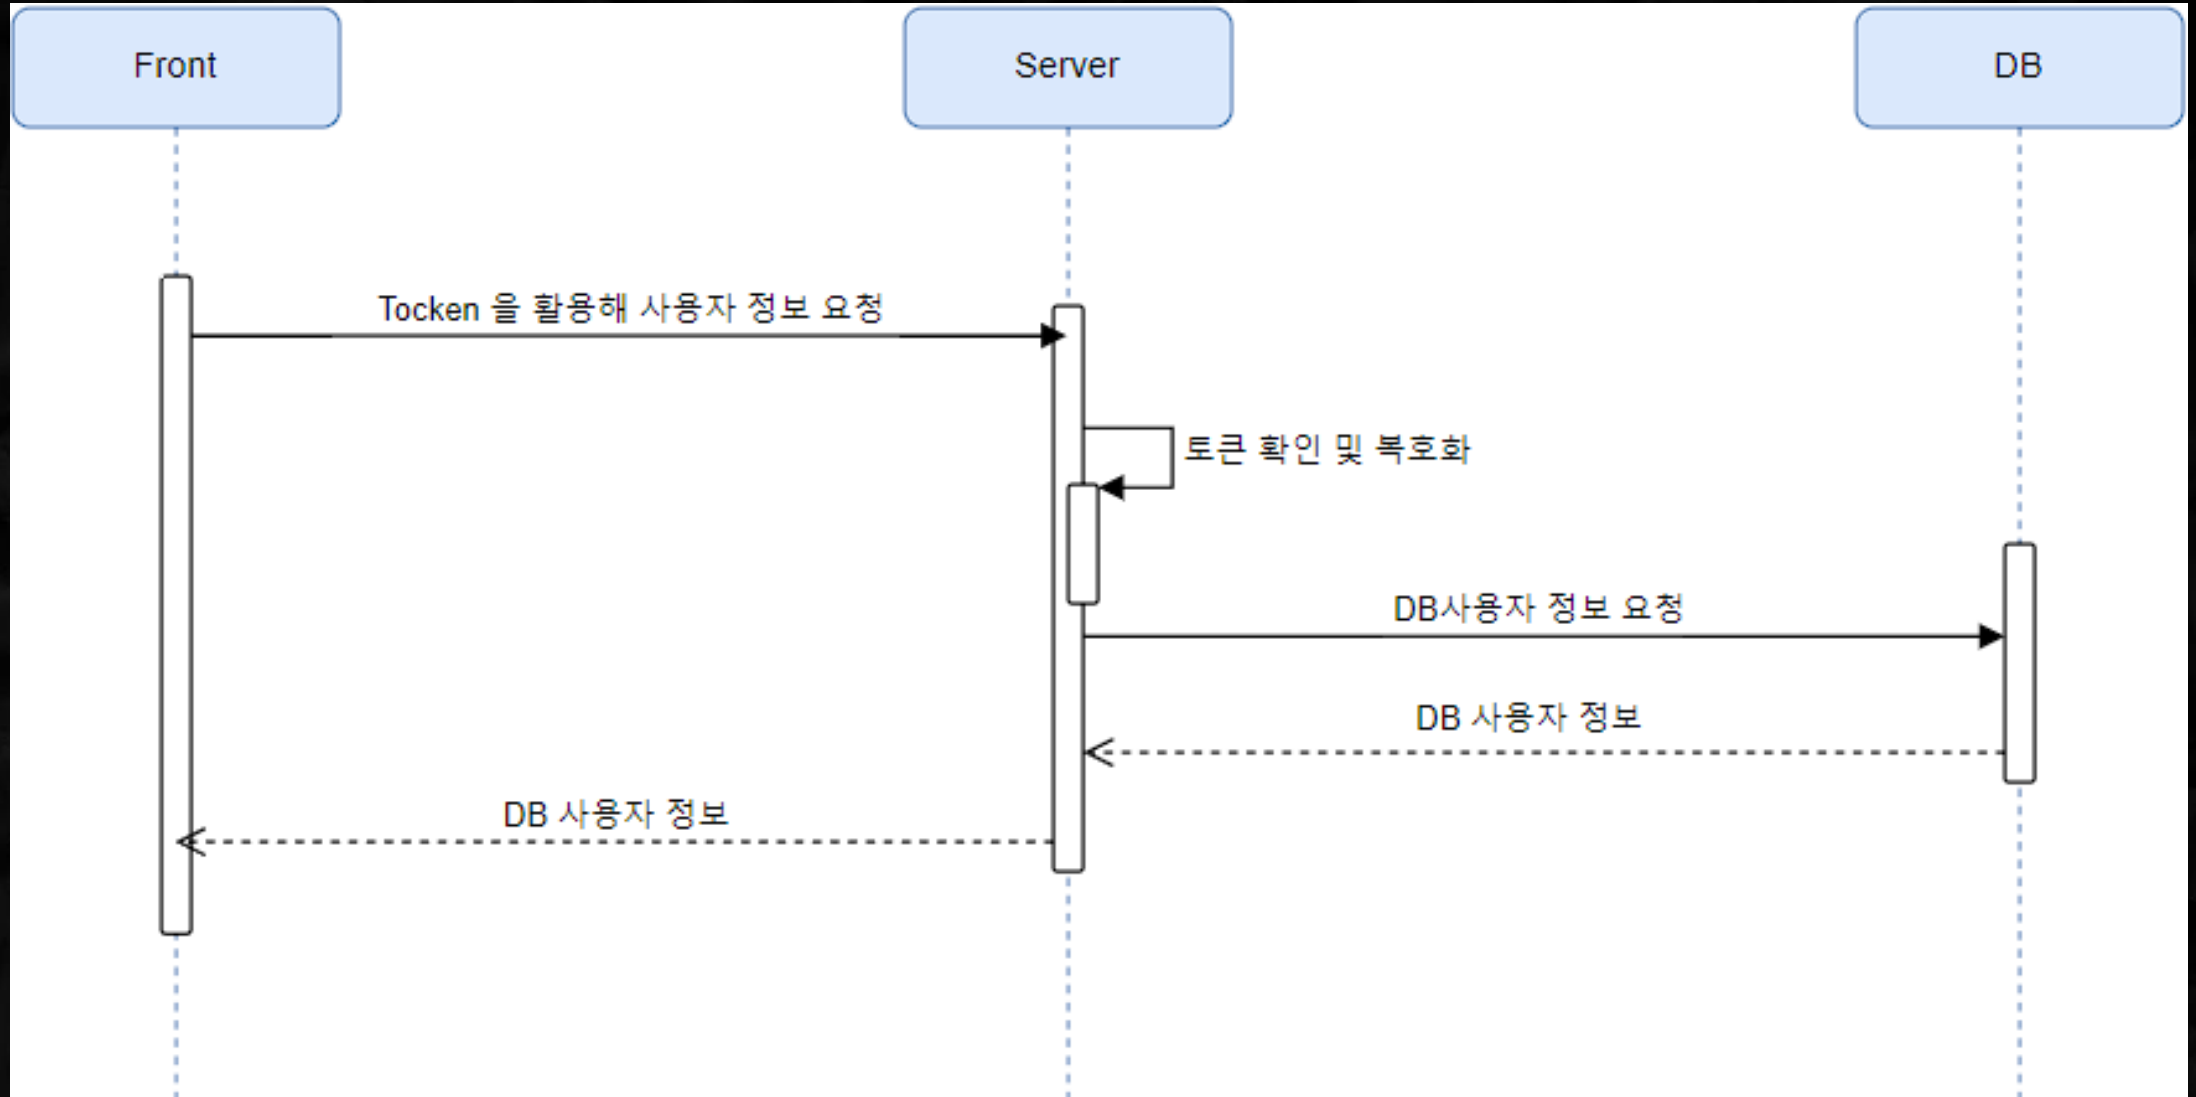 Front
Server
DB
Tocken 을 활용해 사용자 정보 요청
토큰 확인 및 복호화
DB사용자 정보 요청
DB 사용자 정보
DB 사용자 정보